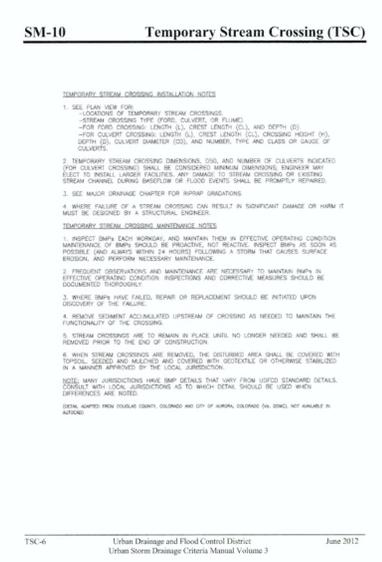 SM-10 Temporary Stream Crossing (TSC)
TEMPORARY STREAM CROSSING INSTALLATION NOTES
1. SEE PLAN VIEW FOR:
-LOCATIONS OF TEMPORARY STREAM CROSSINGS.
-STREAM CROSSING TYPE (FORD, CULVERT, OR FLUME).
-FOR FORD CROSSING: LENGTH (L), CREST LENGTH (CL), AND DEPTH (D).
-FOR CULVERT CROSSING: LENGTH (L), CREST LENGTH (CL), CROSSING HEIGHT (H),
DEPTH (D), CULVERT DIAMETER (CD), AND NUMBER, TYPE AND CLASS OR GAUGE OF
CULVERTS.
2. TEMPORARY STREAM CROSSING DIMENSIONS, D50, AND NUMBER OF CULVERTS INDICATED
(FOR CULVERT CROSSING) SHALL BE CONSIDERED MINIMUM DIMENSIONS; ENGINEER MAY
ELECT TO INSTALL LARGER FACILITIES. ANY DAMAGE TO STREAM CROSSING OR EXISTING
STREAM CHANNEL DURING BASEFLOW OR FLOOD EVENTS SHALL BE PROMPTLY REPAIRED.
3. SEE MAJOR DRAINAGE CHAPTER FOR RIPRAP GRADATIONS.
4. WHERE FAILURE OF A STREAM CROSSING CAN RESULT IN SIGNIFICANT DAMAGE OR HARM IT
MUST BE DESIGNED BY A STRUCTURAL ENGINEER.
TEMPORARY STREAM CROSSING MAINTENANCE NOTES
1. INSPECT BMPs EACH WORKDAY, AND MAINTAIN THEM IN EFFECTIVE OPERATING CONDITION.
MAINTENANCE OF BMPs SHOULD BE PROACTIVE, NOT REACTIVE. INSPECT BMPs AS SOON AS
POSSIBLE (AND ALWAYS WITHIN 24 HOURS) FOLLOWING A STORM THAT CAUSES SURFACE
EROSION, AND PERFORM NECESSARY MAINTENANCE.
2. FREQUENT OBSERVATIONS AND MAINTENANCE ARE NECESSARY TO MAINTAIN BMPs IN
EFFECTIVE OPERATING CONDITION. INSPECTIONS AND CORRECTIVE MEASURES SHOULD BE
DOCUMENTED THOROUGHLY.
3. WHERE BMPs HAVE FAILED, REPAIR OR REPLACEMENT SHOULD BE INITIATED UPON
DISCOVERY OF THE FAILURE.
4. REMOVE SEDIMENT ACCUMULATED UPSTREAM OF CROSSING AS NEEDED TO MAINTAIN THE
FUNCTIONALITY OF THE CROSSING.
5. STREAM CROSSINGS ARE TO REMAIN IN PLACE UNTIL NO LONGER NEEDED AND SHALL BE
REMOVED PRIOR TO THE END OF CONSTRUCTION.
6. WHEN STREAM CROSSINGS ARE REMOVED, THE DISTURBED AREA SHALL BE COVERED WITH
TOPSOIL, SEEDED AND MULCHED AND COVERED WITH GEOTEXTILE OR OTHERWISE STABILIZED
IN A MANNER APPROVED BY THE LOCAL JURISDICTION.
NOTE: MANY JURISDICTIONS HAVE BMP DETAILS THAT VARY FROM UDFCD STANDARD DETAILS.
CONSULT WITH LOCAL JURISDICTIONS AS TO WHICH DETAIL SHOULD BE USED WHEN
DIFFERENCES ARE NOTED.
(DETAIL ADAPTED FROM DOUGLAS COUNTY, COLORADO AND CITY OF AURORA, COLORADO, NOT AVAILABLE IN
AUTOCAD)
TSC-6 Urban Drainage and Flood Control District June 2012
Urban Storm Drainage Criteria Manual Volume 3